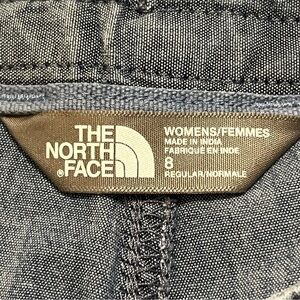 THE
NORTH
®FACE
WOMENS/FEMMES
MADE IN INDIA
FABRIQUÉ EN INDE
8
REGULAR/NORMALE